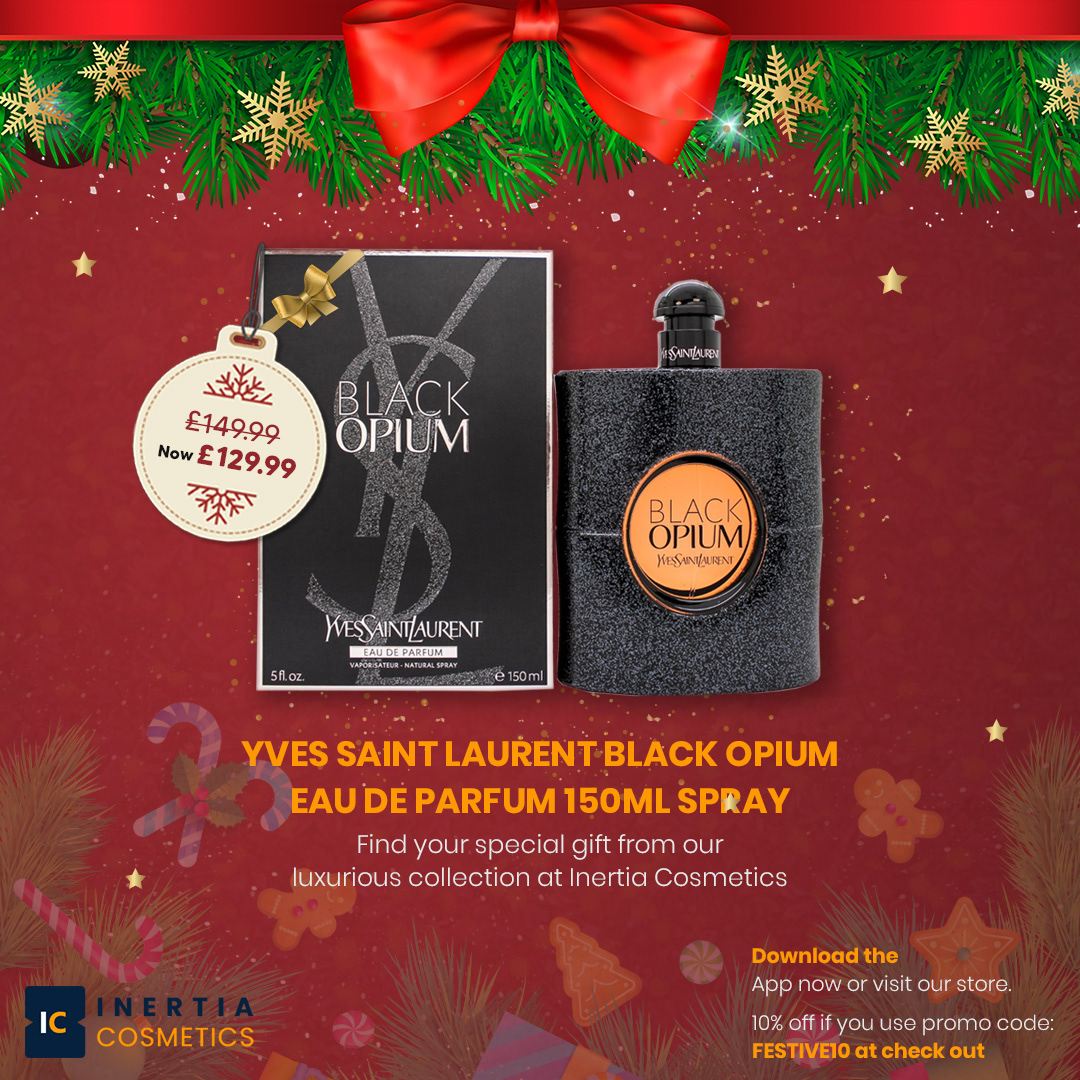 £149.99
Now £129.99
BLACK
OPIUM
YVESSAINTLAURENT
EAU DE PARFUM
VAPORISATEUR - NATURAL SPRAY
5 fl. oz.
e 150 ml
YVESSAINTLAURENT
BLACK
OPIUM
YVESSAINTLAURENT
YVES SAINT LAURENT BLACK OPIUM
EAU DE PARFUM 150ML SPRAY
Find your special gift from our
luxurious collection at Inertia Cosmetics
Download the
App now or visit our store.
10% off if you use promo code:
FESTIVE10 at check out
IC
INERTIA
COSMETICS